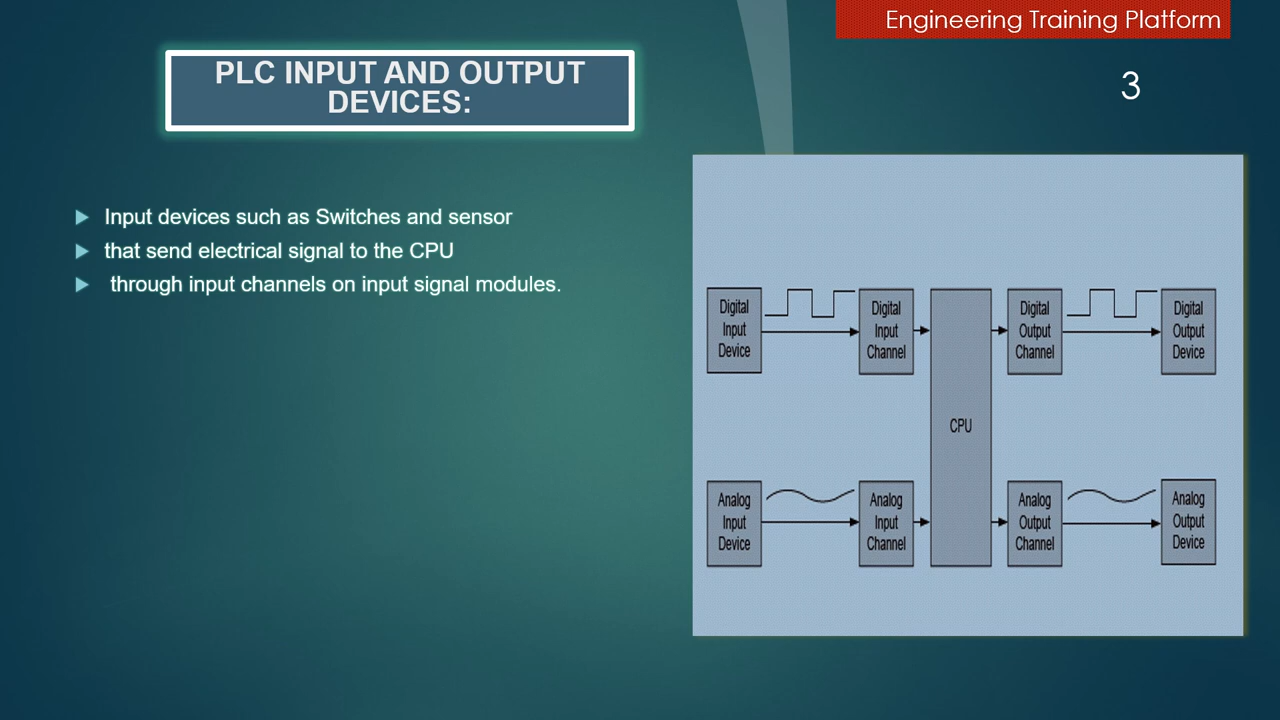 Engineering Training Platform
PLC INPUT AND OUTPUT
DEVICES:
3
Input devices such as Switches and sensor
that send electrical signal to the CPU
through input channels on input signal modules.
Digital
Input
Device
Digital
Input
Channel
CPU
Digital
Output
Channel
Digital
Output
Device
Analog
Input
Device
Analog
Input
Channel
Analog
Output
Channel
Analog
Output
Device